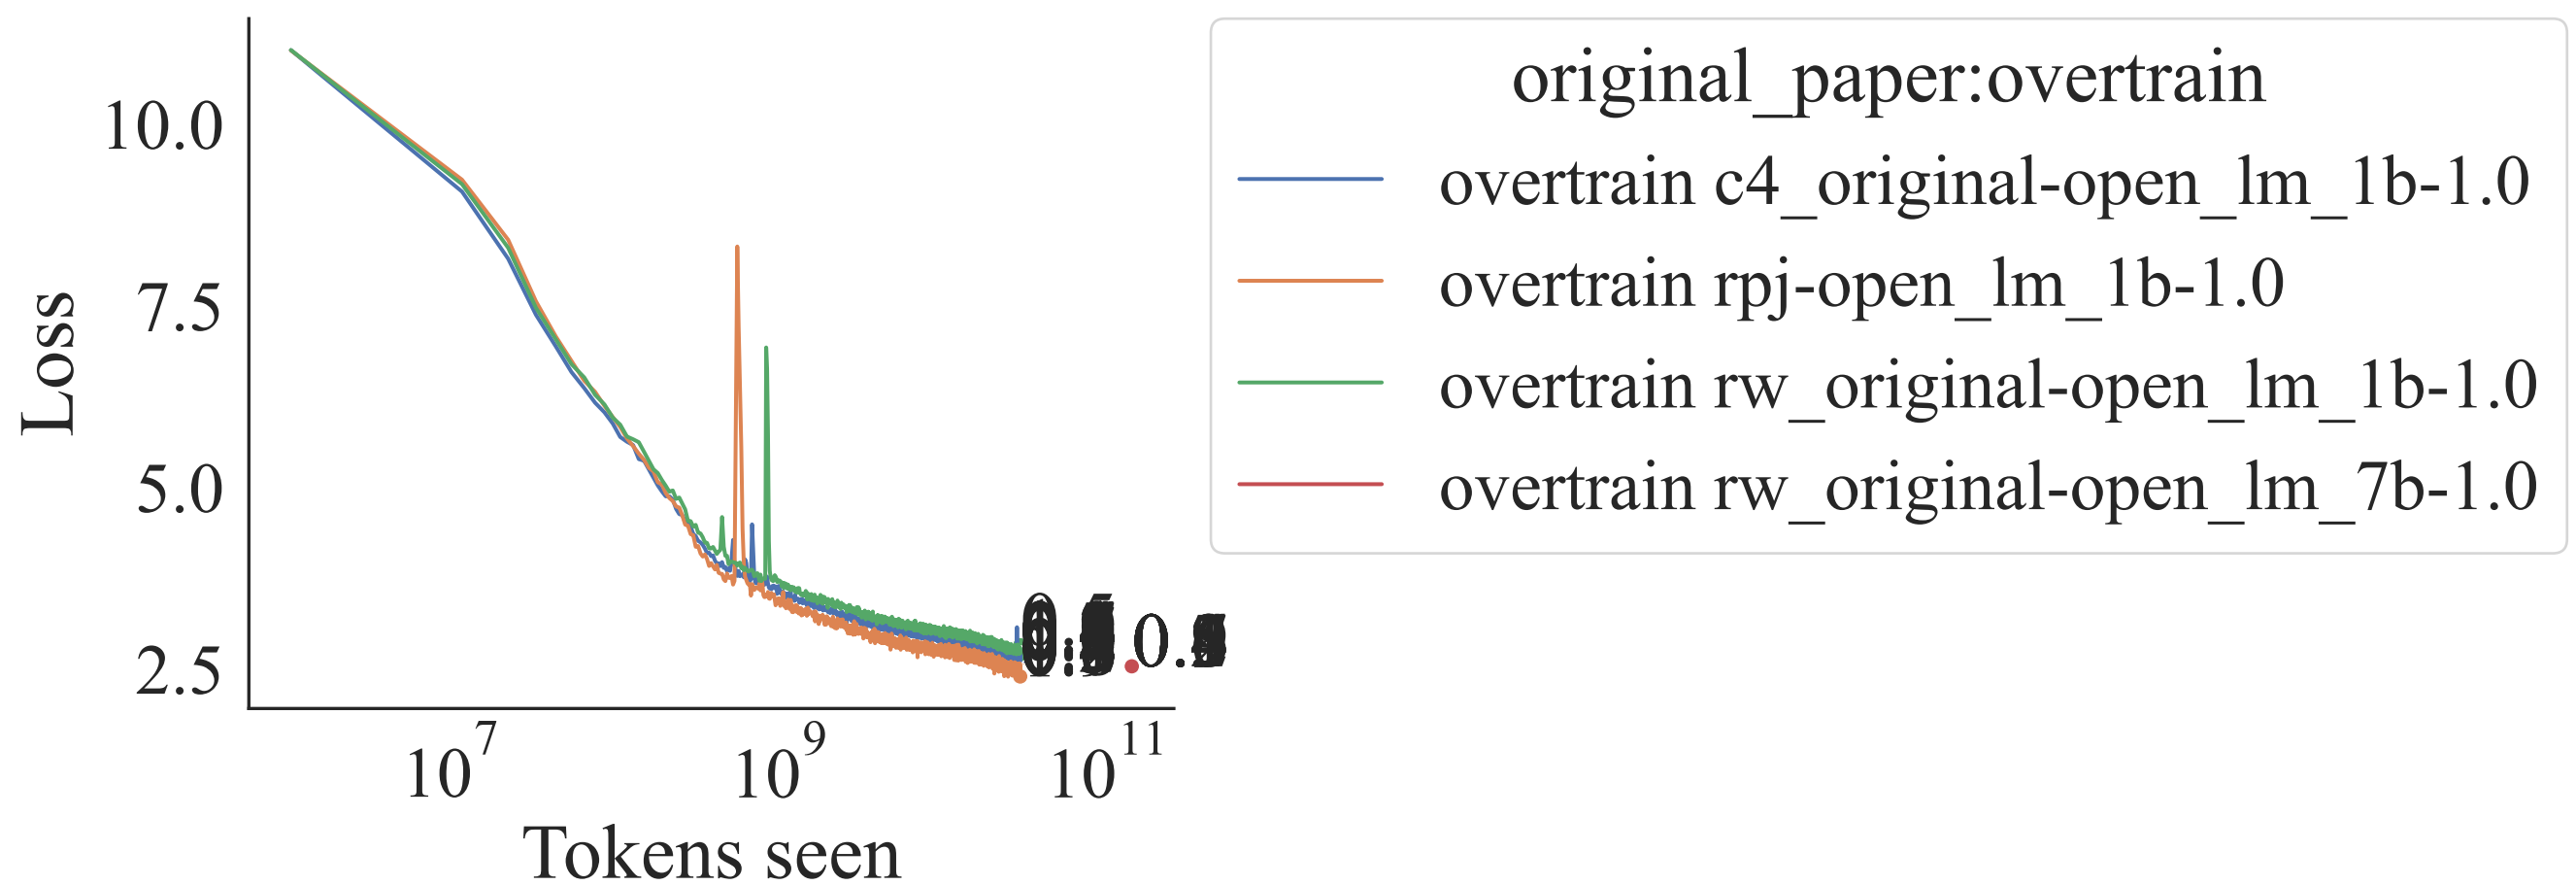 original_paper:overtrain
overtrain c4_original-open_lm_1b-1.0
overtrain rpj-open_lm_1b-1.0
overtrain rw_original-open_lm_1b-1.0
overtrain rw_original-open_lm_7b-1.0
Loss
10.0
7.5
5.0
2.5
10^7
10^9
10^11
Tokens seen